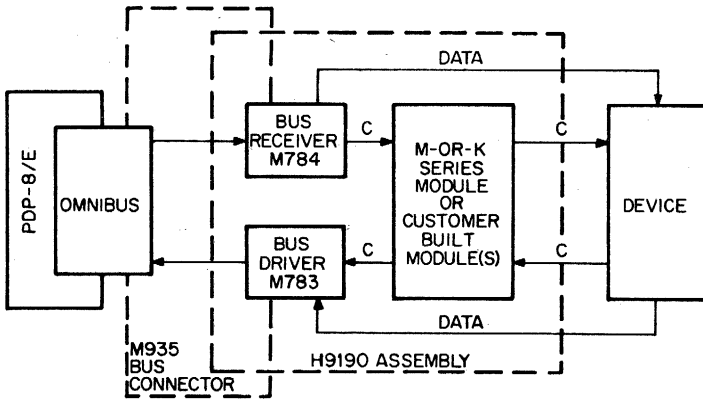 DATA
PDP-8/E
OMNIBUS
BUS
RECEIVER
M784
C
M-OR-K
SERIES
MODULE
OR
CUSTOMER
BUILT
MODULE(S)
C
DEVICE
BUS
DRIVER
M783
C
C
DATA
M935
BUS
CONNECTOR
H9190 ASSEMBLY